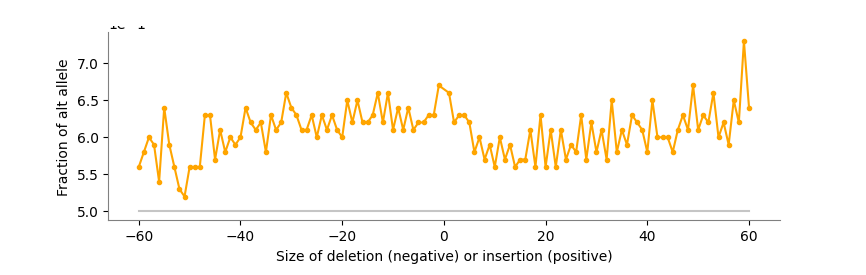 7.0
6.5
6.0
5.5
5.0
Fraction of alt allele
−60 −40 −20 0 20 40 60
Size of deletion (negative) or insertion (positive)